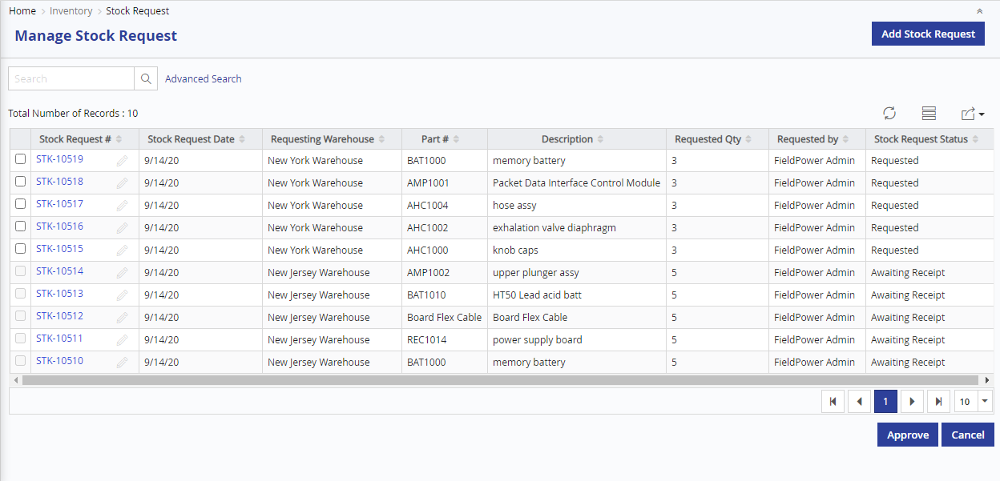 Home > Inventory > Stock Request
Manage Stock Request
Add Stock Request
Search
Advanced Search
Total Number of Records : 10
Stock Request # Stock Request Date Requesting Warehouse Part # Description Requested Qty Requested by Stock Request Status
STK-10519 9/14/20 New York Warehouse BAT1000 memory battery 3 FieldPower Admin Requested
STK-10518 9/14/20 New York Warehouse AMP1001 Packet Data Interface Control Module 3 FieldPower Admin Requested
STK-10517 9/14/20 New York Warehouse AHC1004 hose assy 3 FieldPower Admin Requested
STK-10516 9/14/20 New York Warehouse AHC1002 exhalation valve diaphragm 3 FieldPower Admin Requested
STK-10515 9/14/20 New York Warehouse AHC1000 knob caps 3 FieldPower Admin Requested
STK-10514 9/14/20 New Jersey Warehouse AMP1002 upper plunger assy 5 FieldPower Admin Awaiting Receipt
STK-10513 9/14/20 New Jersey Warehouse BAT1010 HT50 Lead acid batt 5 FieldPower Admin Awaiting Receipt
STK-10512 9/14/20 New Jersey Warehouse Board Flex Cable Board Flex Cable 5 FieldPower Admin Awaiting Receipt
STK-10511 9/14/20 New Jersey Warehouse REC1014 power supply board 5 FieldPower Admin Awaiting Receipt
STK-10510 9/14/20 New Jersey Warehouse BAT1000 memory battery 5 FieldPower Admin Awaiting Receipt
1 10
Approve Cancel